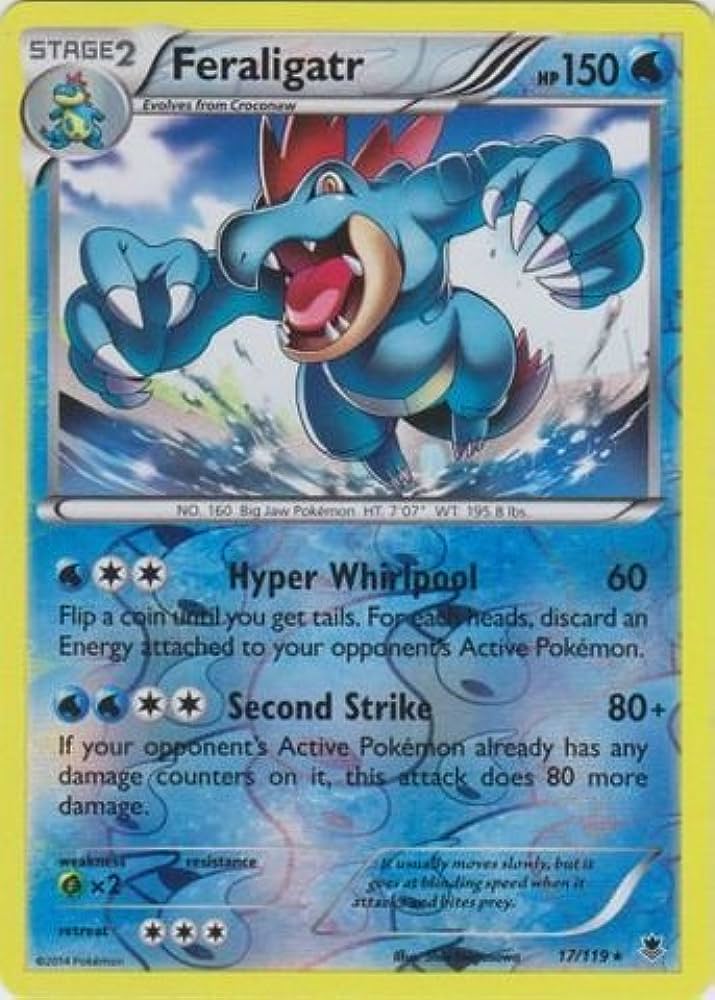 STAGE2
Feraligatr
HP150
Evolves from Croconaw
NO. 160 Big Jaw Pokémon HT. 7'07" WT. 195.8 lbs.
Hyper Whirlpool 60
Flip a coin until you get tails. For each heads, discard an
Energy attached to your opponent's Active Pokémon.
Second Strike 80+
If your opponent's Active Pokémon already has any
damage counters on it, this attack does 80 more
damage.
weakness resistance
×2
It usually moves slowly, but it
goes at blinding speed when it
attacks and bites prey.
retreat
©2014 Pokémon
Illus.
17/119 ★